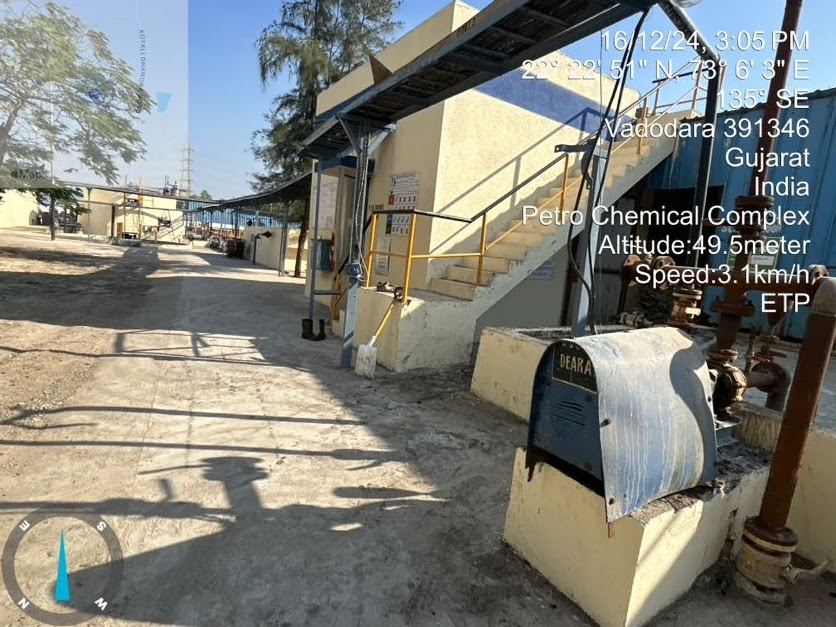 16/12/24, 3:05 PM
22° 22' 51" N, 73° 6' 3" E
135° SE
Vadodara 391346
Gujarat
India
Petro Chemical Complex
Altitude:49.5meter
Speed:3.1km/h
ETP
Maps
DEARA
S
E
N
W